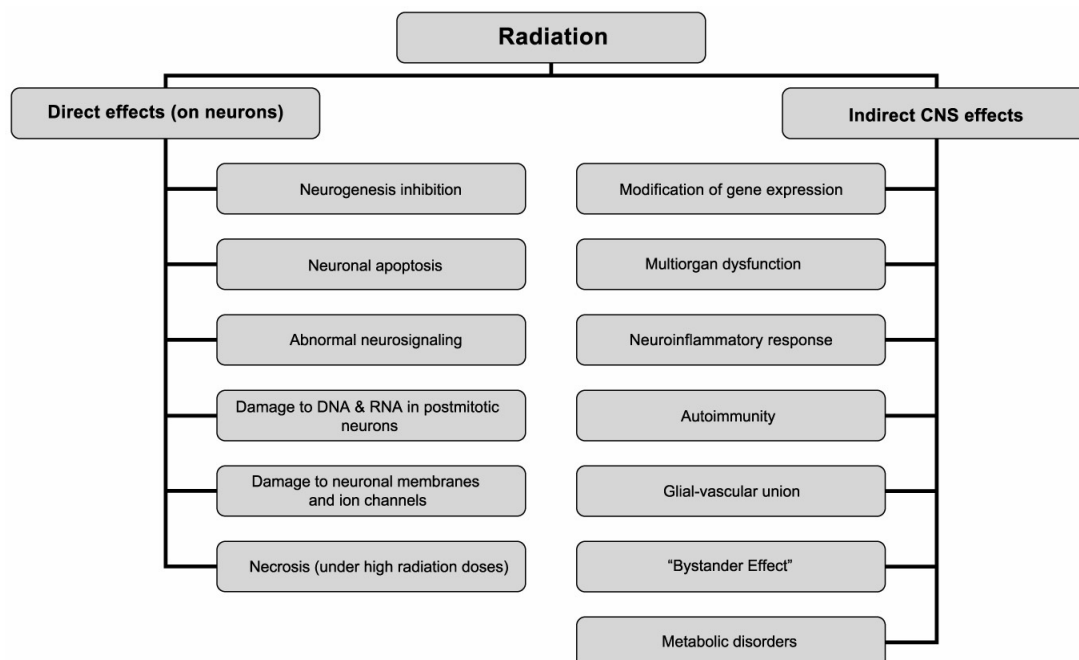 Radiation
Direct effects (on neurons)
Neurogenesis inhibition
Neuronal apoptosis
Abnormal neurosignaling
Damage to DNA & RNA in postmitotic
neurons
Damage to neuronal membranes
and ion channels
Necrosis (under high radiation doses)
Indirect CNS effects
Modification of gene expression
Multiorgan dysfunction
Neuroinflammatory response
Autoimmunity
Glial-vascular union
“Bystander Effect”
Metabolic disorders